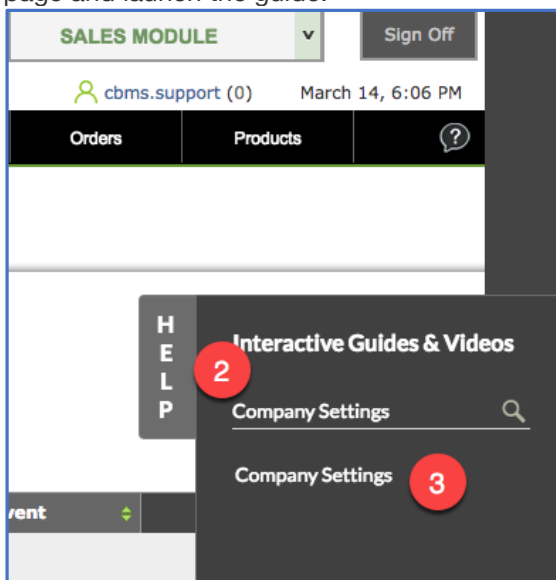 page and launch the guide.
SALES MODULE v Sign Off
cbms.support (0) March 14, 6:06 PM
Orders Products ?
HELP
Interactive Guides & Videos
2
Company Settings
Company Settings 3